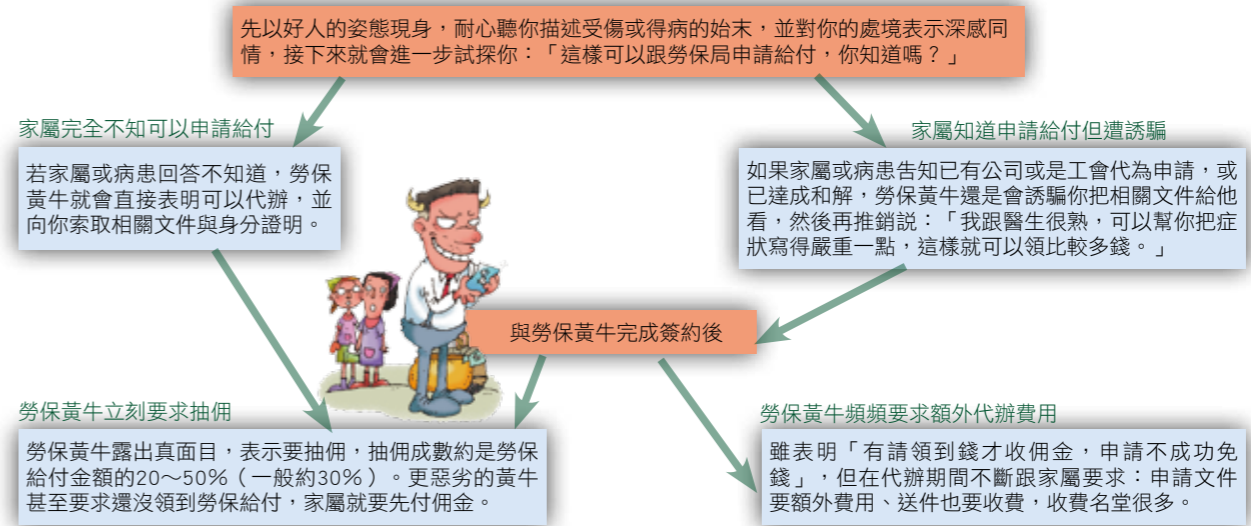 先以好人的姿態現身，耐心聽你描述受傷或得病的始末，並對你的處境表示深感同
情，接下來就會進一步試探你：「這樣可以跟勞保局申請給付，你知道嗎？」
家屬完全不知可以申請給付
若家屬或病患回答不知道，勞保
黃牛就會直接表明可以代辦，並
向你索取相關文件與身分證明。
家屬知道申請給付但遭誘騙
如果家屬或病患告知已有公司或是工會代為申請，或
已達成和解，勞保黃牛還是會誘騙你把相關文件給他
看，然後再推銷説：「我跟醫生很熟，可以幫你把症
狀寫得嚴重一點，這樣就可以領比較多錢。」
與勞保黃牛完成簽約後
勞保黃牛立刻要求抽佣
勞保黃牛露出真面目，表示要抽佣，抽佣成數約是勞保
給付金額的20～50%（一般約30%）。更惡劣的黃牛
甚至要求還沒領到勞保給付，家屬就要先付佣金。
勞保黃牛頻頻要求額外代辦費用
雖表明「有請領到錢才收佣金，申請不成功免
錢」，但在代辦期間不斷跟家屬要求：申請文件
要額外費用、送件也要收費，收費名堂很多。